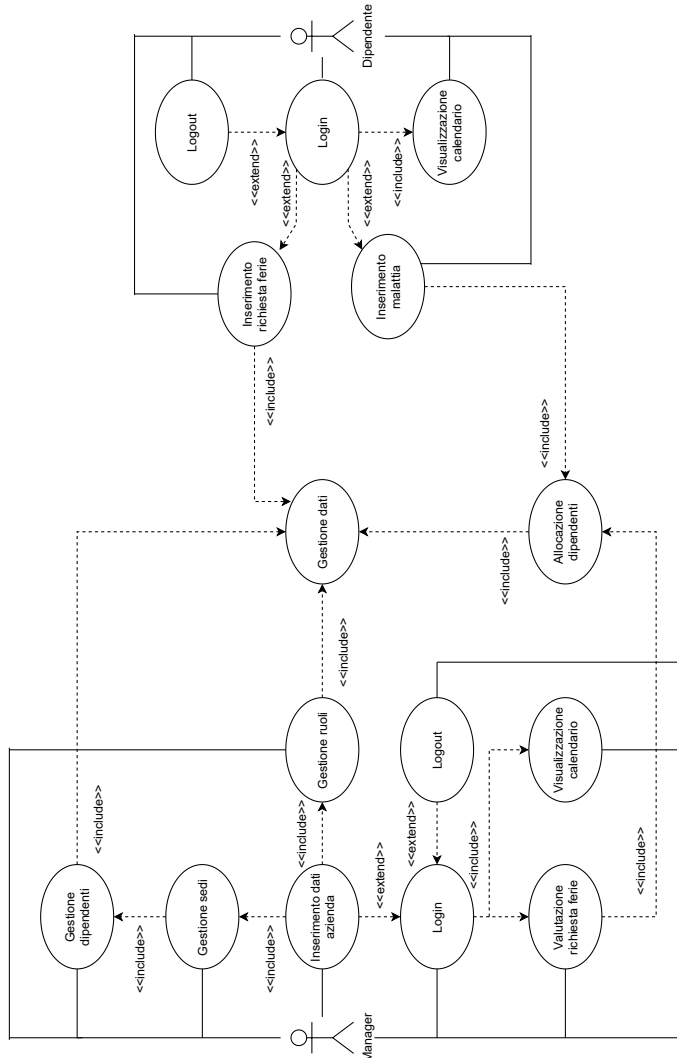 Gestione
dipendenti
<<include>>
<<include>>
Gestione sedi
Logout
<<extend>>
Inserimento
richiesta ferie
<<include>>
<<include>>
<<extend>>
<<include>>
Inserimento dati
azienda
Gestione ruoli
Gestione dati
Login
<<include>>
Manager
Dipendente
<<extend>>
<<extend>>
Inserimento
malattia
<<include>>
<<extend>>
Login
Logout
Visualizzazione
calendario
<<include>>
<<include>>
<<include>>
Valutazione
richiesta ferie
Visualizzazione
calendario
Allocazione
dipendenti
<<include>>